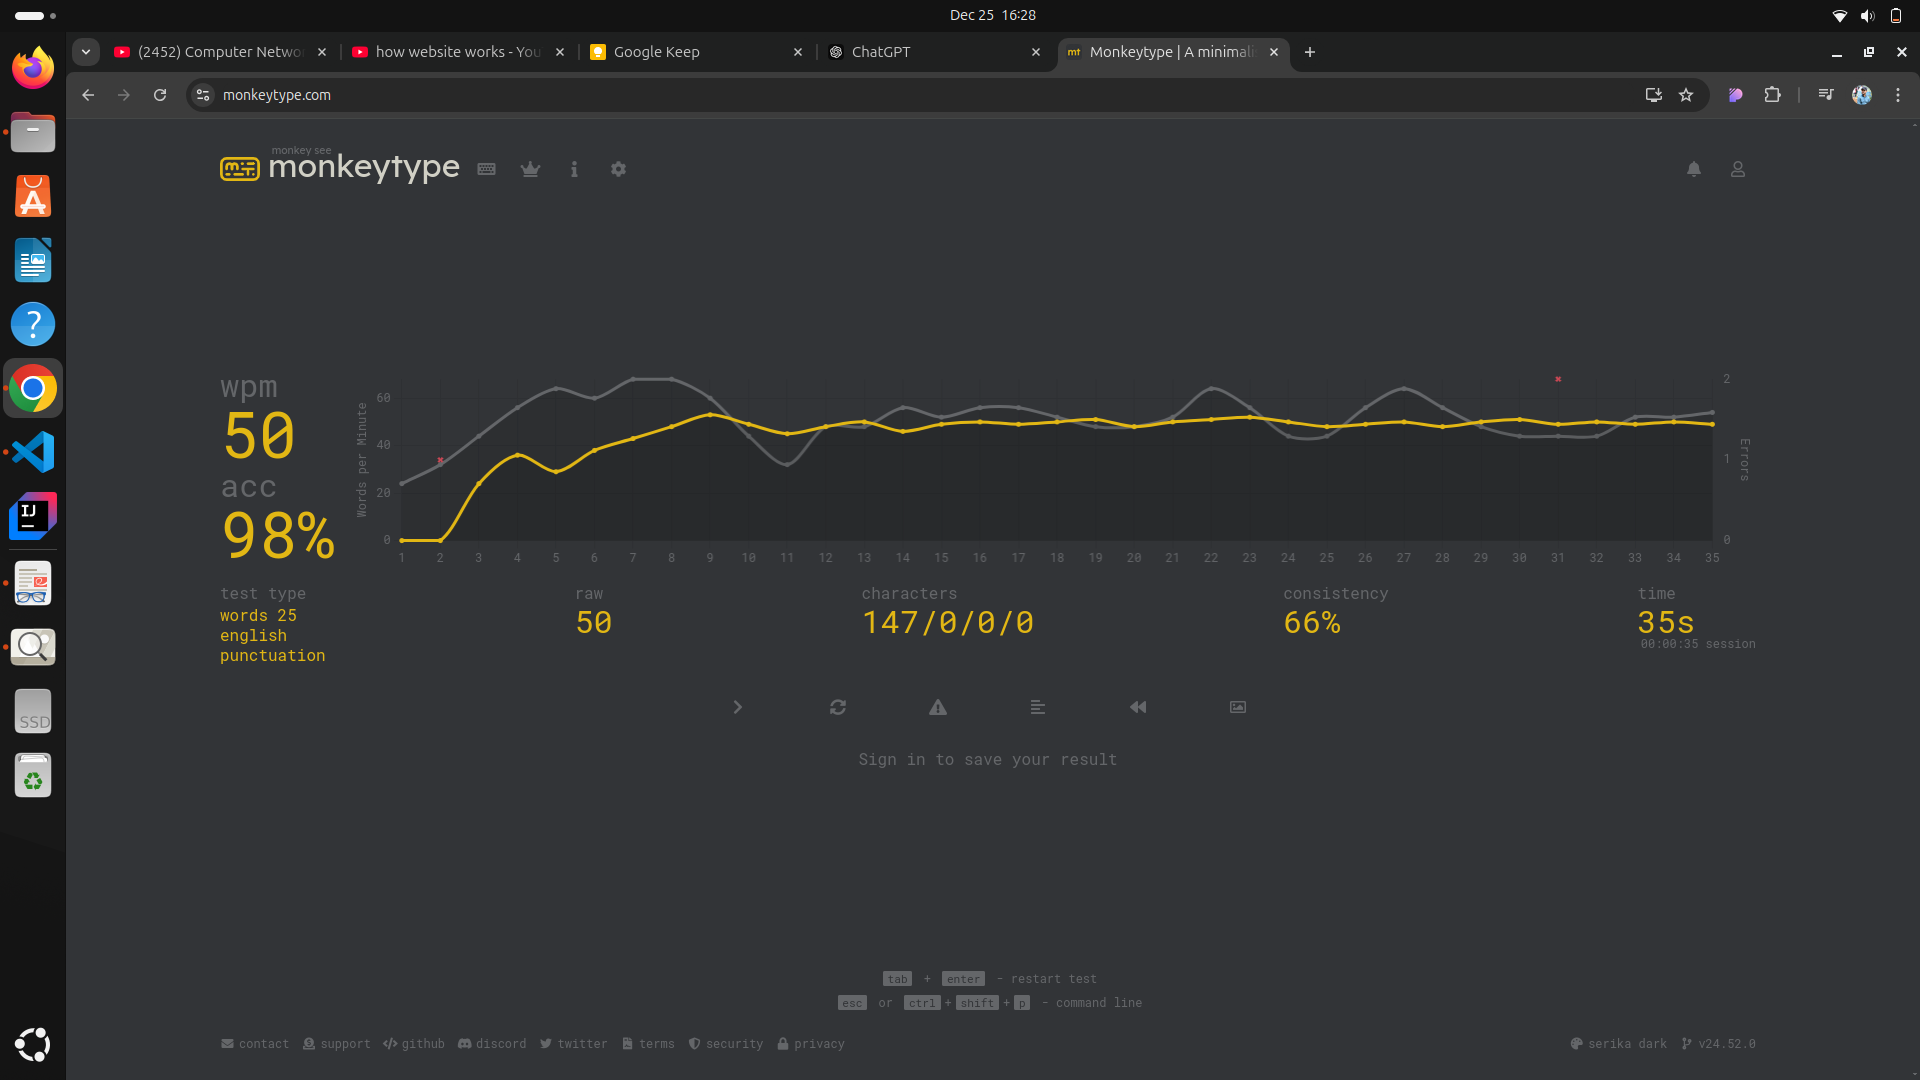 Dec 25 16:28
(2452) Computer Netwo
how website works - You
Google Keep
ChatGPT
mt Monkeytype | A minimali
monkeytype.com
monkey see
monkeytype
wpm
50
acc
98%
Words per Minute
60
40
20
0
2
1
0
Errors
1 2 3 4 5 6 7 8 9 10 11 12 13 14 15 16 17 18 19 20 21 22 23 24 25 26 27 28 29 30 31 32 33 34 35
test type
words 25
english
punctuation
raw
50
characters
147/0/0/0
consistency
66%
time
35s
00:00:35 session
Sign in to save your result
tab + enter - restart test
esc or ctrl + shift + p - command line
contact support github discord twitter terms security privacy
serika dark v24.52.0
IJ
SSD